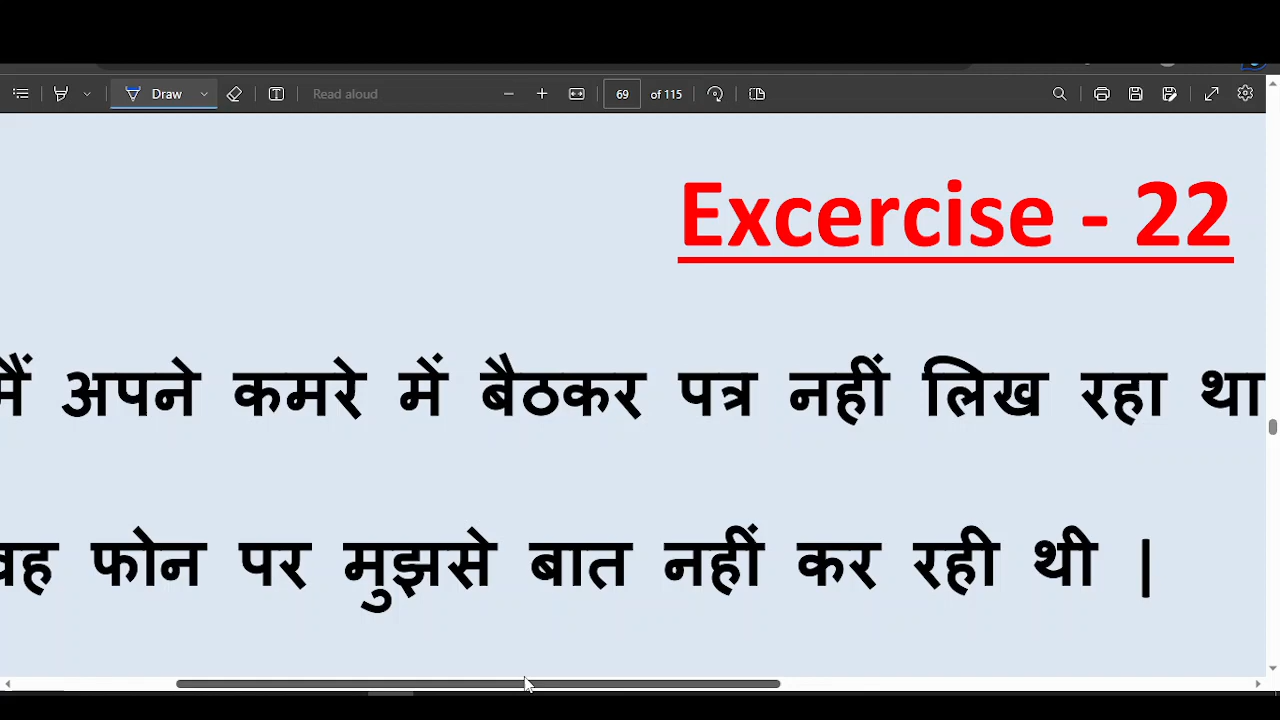 Draw
Read aloud
69 of 115
Excercise - 22
मैं अपने कमरे में बैठकर पत्र नहीं लिख रहा था
वह फोन पर मुझसे बात नहीं कर रही थी |